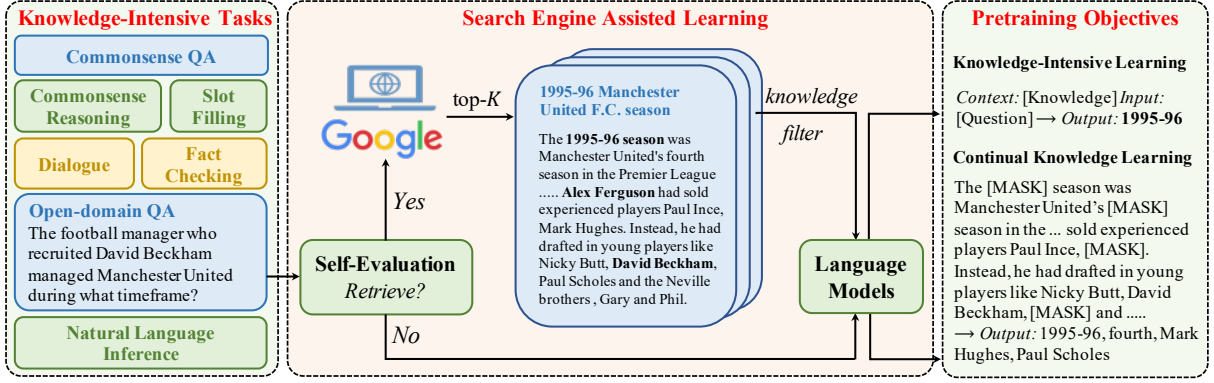 Knowledge-Intensive Tasks
Commonsense QA
Commonsense
Reasoning
Slot
Filling
Dialogue
Fact
Checking
Open-domain QA
The football manager who
recruited David Beckham
managed Manchester United
during what timeframe?
Natural Language
Inference
Search Engine Assisted Learning
Google
top-K
Yes
Self-Evaluation
Retrieve?
No
1995-96 Manchester
United F.C. season
The 1995-96 season was
Manchester United's fourth
season in the Premier League
..... Alex Ferguson had sold
experienced players Paul Ince,
Mark Hughes. Instead, he had
drafted in young players like
Nicky Butt, David Beckham,
Paul Scholes and the Neville
brothers , Gary and Phil.
knowledge
filter
Language
Models
Pretraining Objectives
Knowledge-Intensive Learning
Context: [Knowledge] Input:
[Question] → Output: 1995-96
Continual Knowledge Learning
The [MASK] season was
Manchester United's [MASK]
season in the ... sold experienced
players Paul Ince, [MASK].
Instead, he had drafted in young
players like Nicky Butt, David
Beckham, [MASK] and .....
→ Output: 1995-96, fourth, Mark
Hughes, Paul Scholes